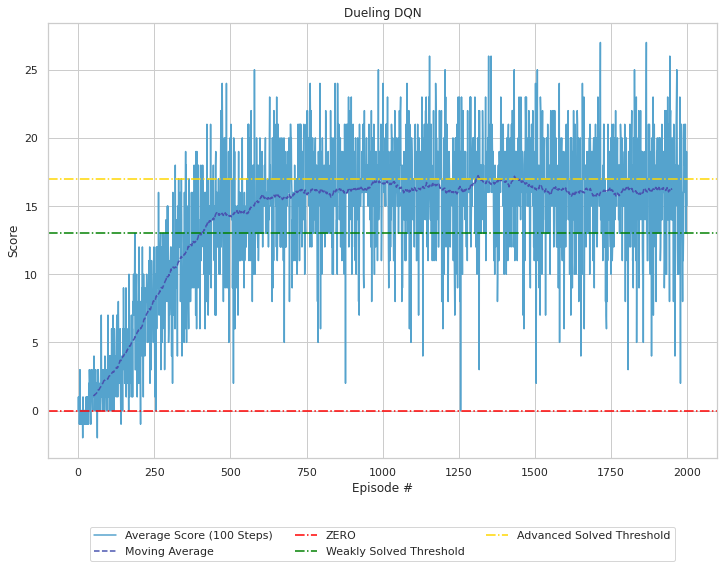 Dueling DQN
25
20
15
10
5
0
Score
0 250 500 750 1000 1250 1500 1750 2000
Episode #
Average Score (100 Steps) ZERO Advanced Solved Threshold
Moving Average Weakly Solved Threshold